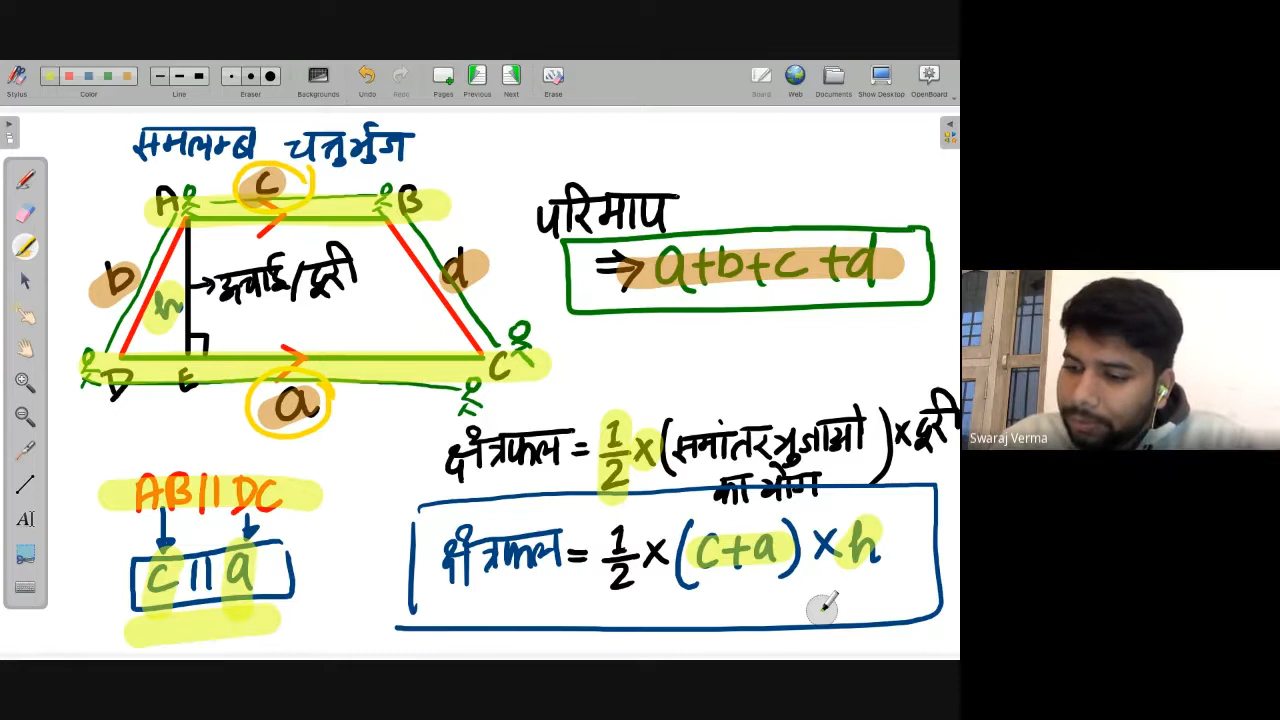 Stylus Color Line Eraser Backgrounds Undo Redo Pages Previous Next Erase Board Web Documents Show Desktop OpenBoard
समलम्ब चतुर्भुज
A c B
परिमाप
⇒ a+b+c+d
b h → ऊचाई/दूरी d
D E C
a
क्षेत्रफल = 1/2 × (समांतर भुजाओ का योग) × दूरी
AB || DC
क्षेत्रफल = 1/2 × (c+a) × h
c || a
Swaraj Verma